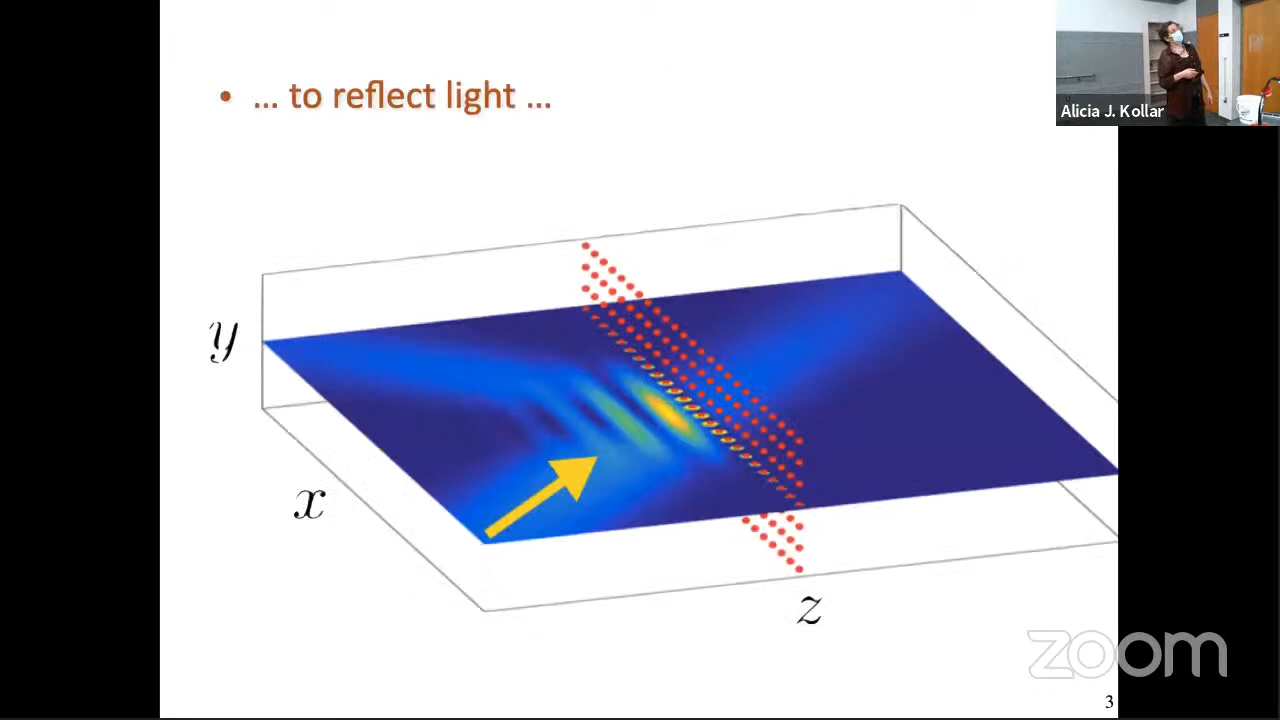 • ... to reflect light ...
Alicia J. Kollar
y
x
z
zoom
3